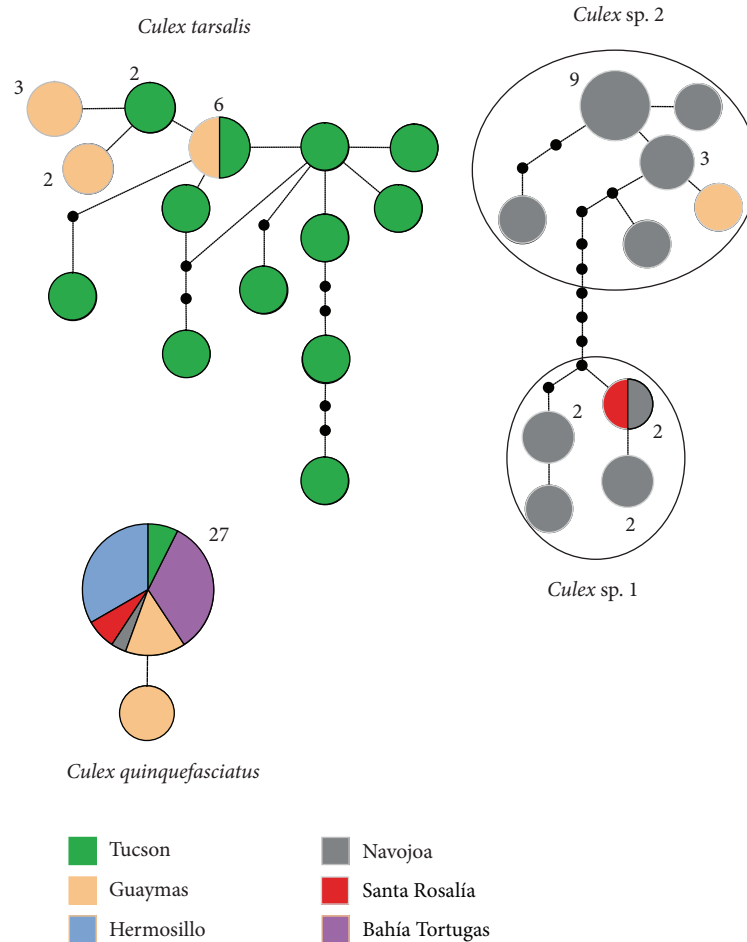 Culex tarsalis
Culex sp. 2
3
2
6
2
9
3
2
2
2
Culex sp. 1
27
Culex quinquefasciatus
Tucson
Guaymas
Hermosillo
Navojoa
Santa Rosalía
Bahía Tortugas